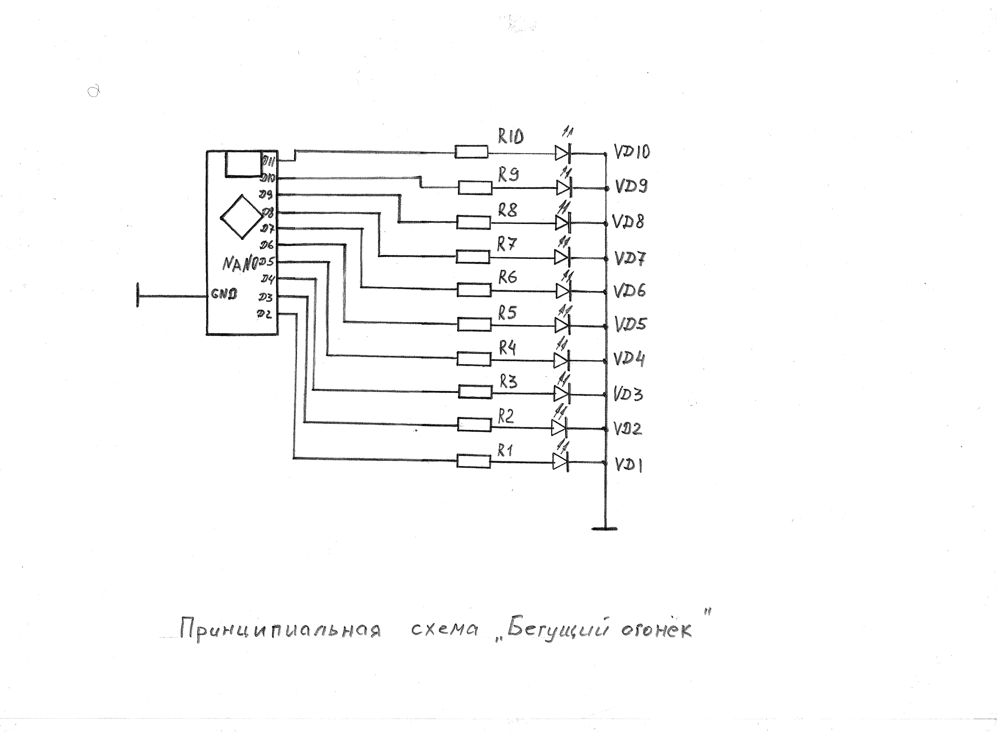 R10 VD10
D11
D10 R9 VD9
D9
D8 R8 VD8
D7
D6 R7 VD7
NANO D5
D4 R6 VD6
GND D3
D2 R5 VD5
R4 VD4
R3 VD3
R2 VD2
R1 VD1
Принципиальная схема „Бегущий огонёк"